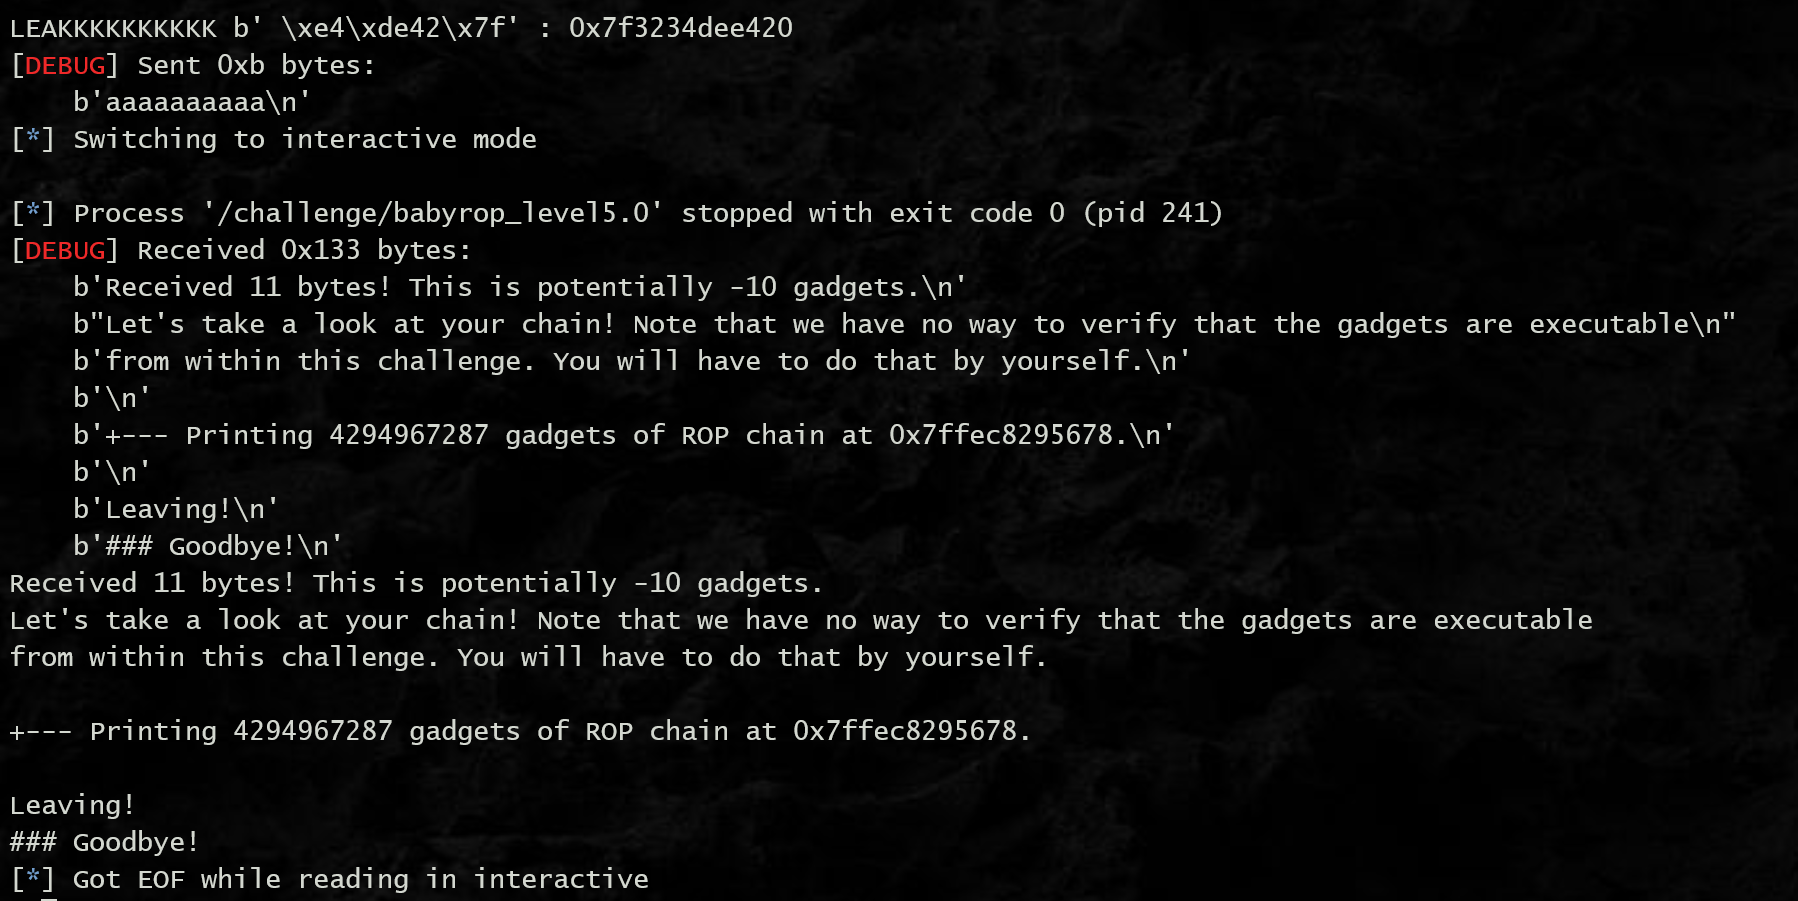 LEAKKKKKKKKKK b' \xe4\xde42\x7f' : 0x7f3234dee420
[DEBUG] Sent 0xb bytes:
    b'aaaaaaaaaa\n'
[*] Switching to interactive mode
[*] Process '/challenge/babyrop_level5.0' stopped with exit code 0 (pid 241)
[DEBUG] Received 0x133 bytes:
    b'Received 11 bytes! This is potentially -10 gadgets.\n'
    b"Let's take a look at your chain! Note that we have no way to verify that the gadgets are executable\n"
    b'from within this challenge. You will have to do that by yourself.\n'
    b'\n'
    b'+--- Printing 4294967287 gadgets of ROP chain at 0x7ffec8295678.\n'
    b'\n'
    b'Leaving!\n'
    b'### Goodbye!\n'
Received 11 bytes! This is potentially -10 gadgets.
Let's take a look at your chain! Note that we have no way to verify that the gadgets are executable
from within this challenge. You will have to do that by yourself.
+--- Printing 4294967287 gadgets of ROP chain at 0x7ffec8295678.
Leaving!
### Goodbye!
[*] Got EOF while reading in interactive